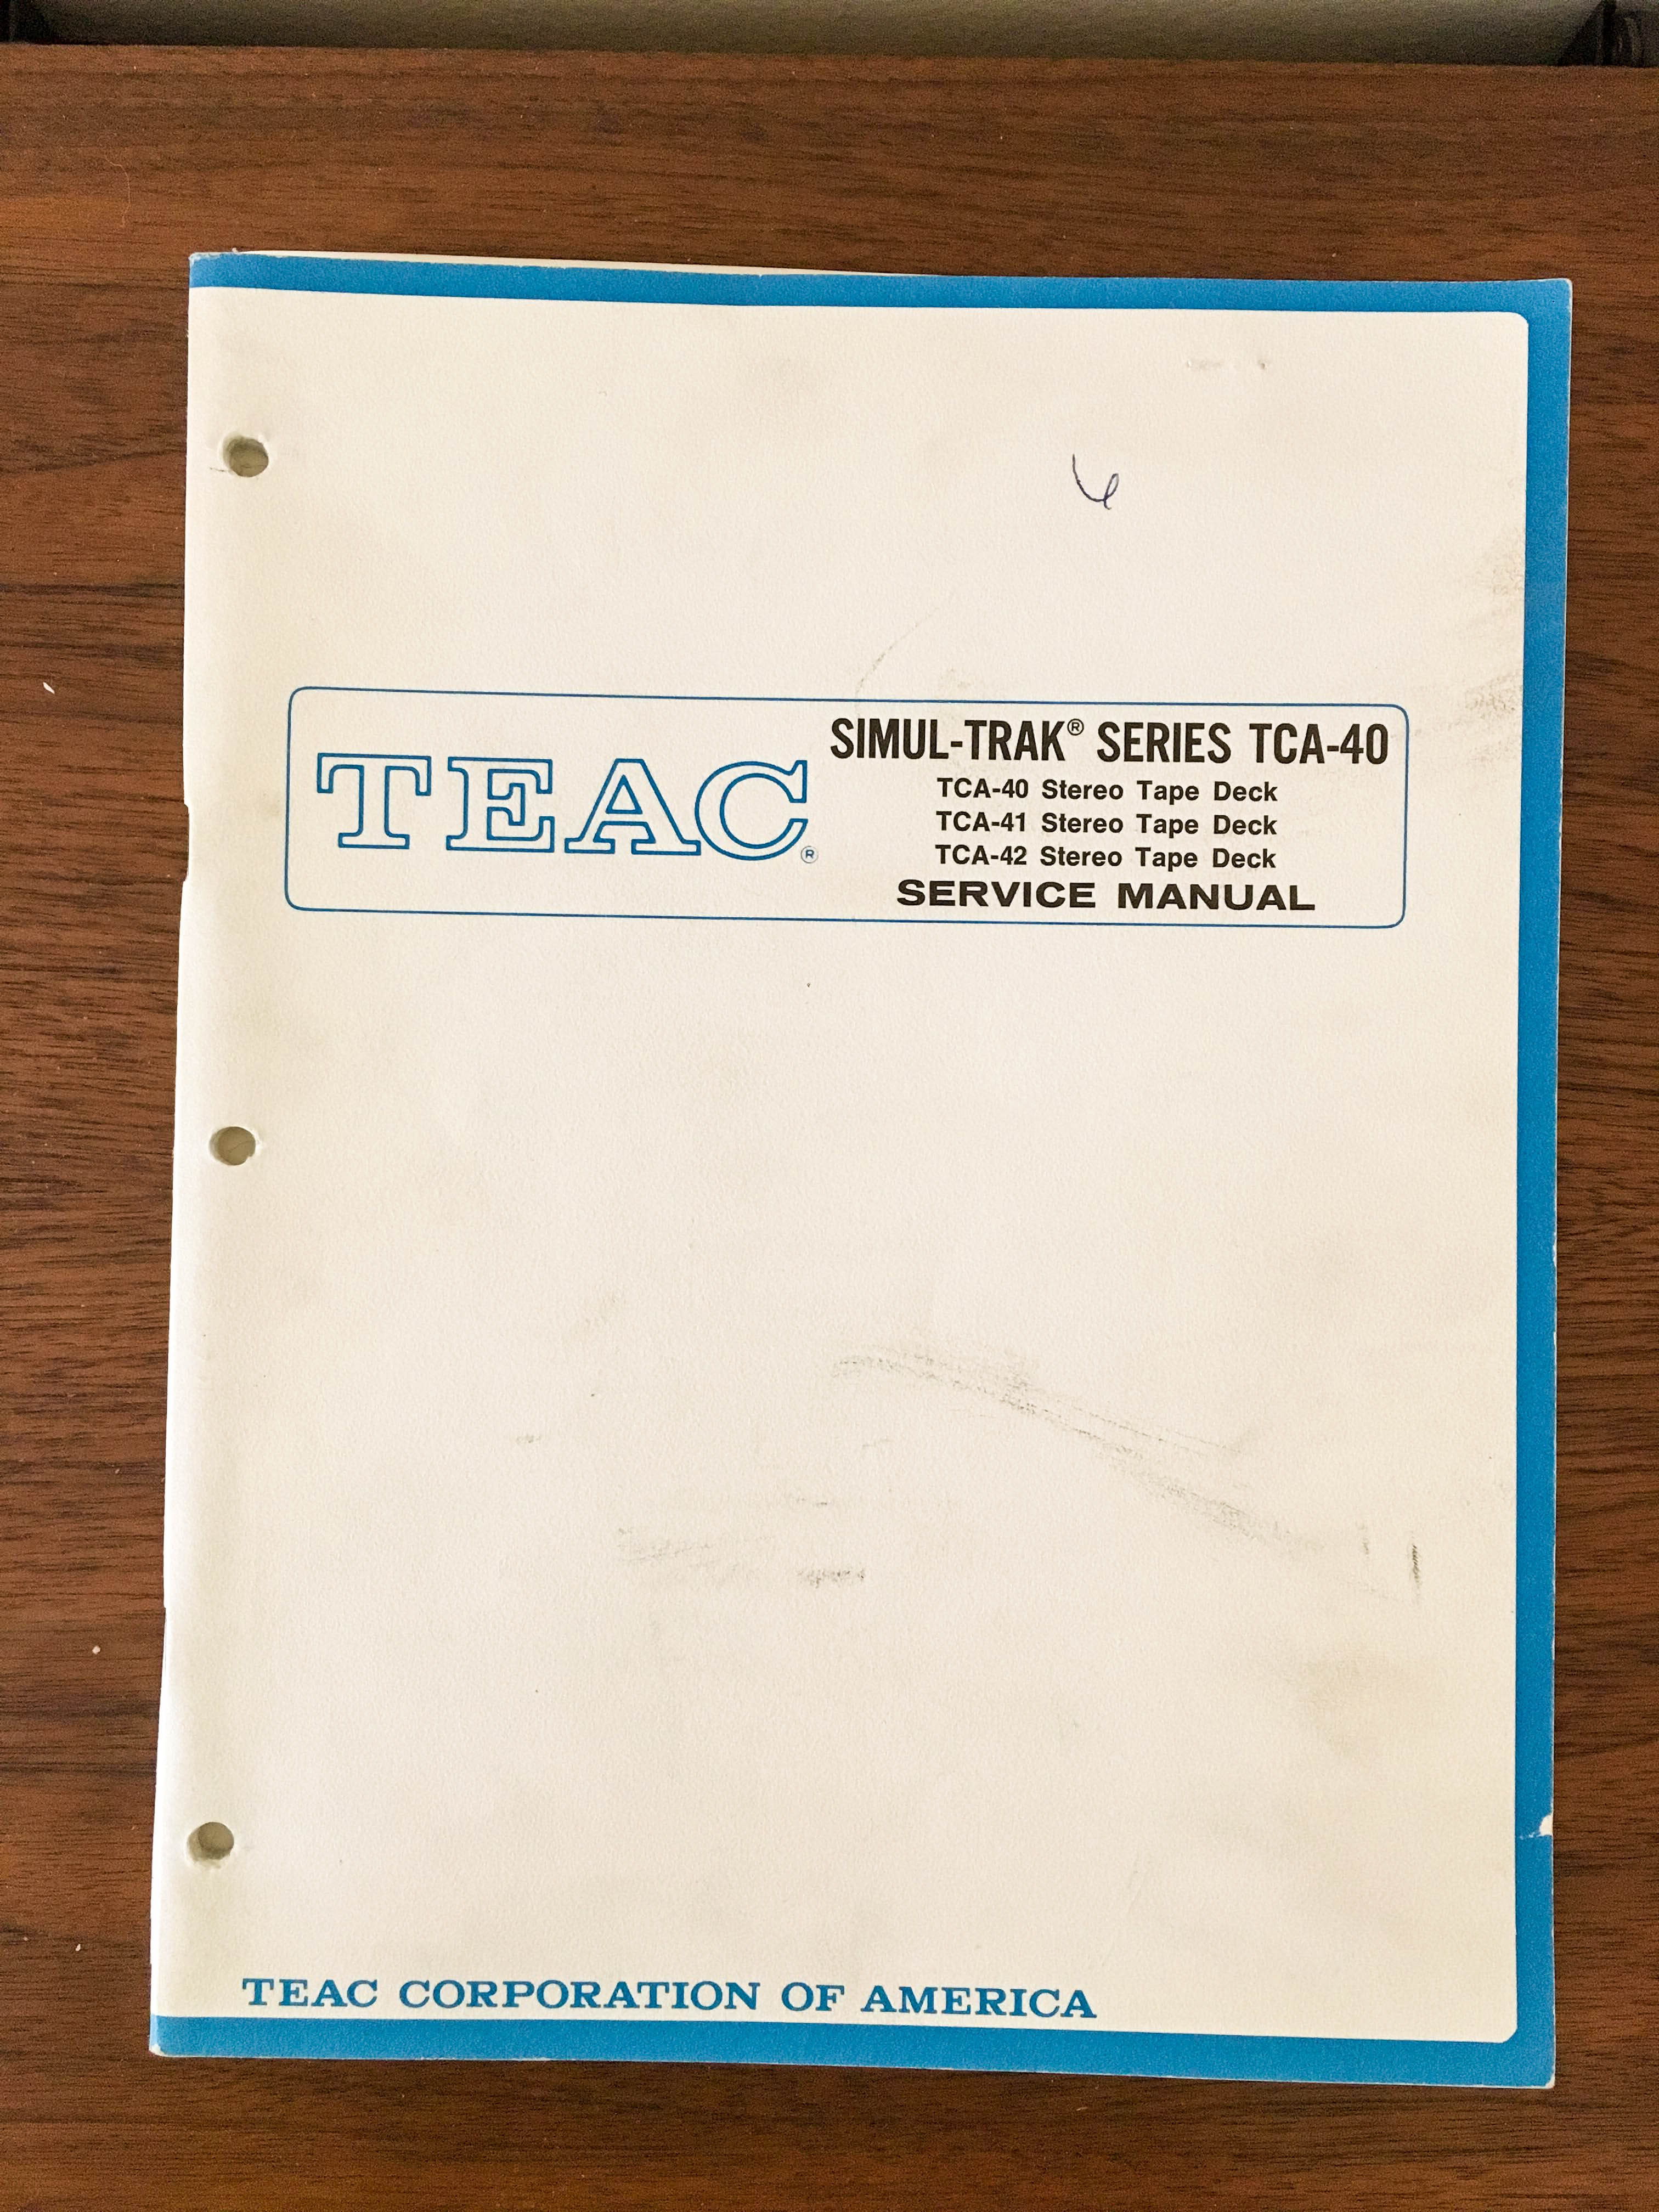 6
TEAC®
SIMUL-TRAK® SERIES TCA-40
TCA-40 Stereo Tape Deck
TCA-41 Stereo Tape Deck
TCA-42 Stereo Tape Deck
SERVICE MANUAL
TEAC CORPORATION OF AMERICA